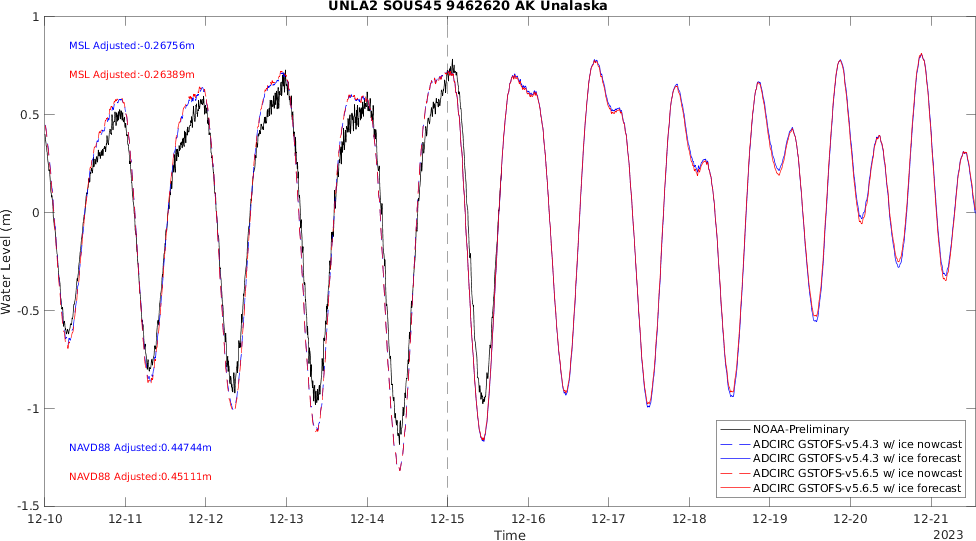 UNLA2 SOUS45 9462620 AK Unalaska
1
MSL Adjusted:-0.26756m
MSL Adjusted:-0.26389m
0.5
0
Water Level (m)
-0.5
-1
NAVD88 Adjusted:0.44744m
NAVD88 Adjusted:0.45111m
NOAA-Preliminary
ADCIRC GSTOFS-v5.4.3 w/ ice nowcast
ADCIRC GSTOFS-v5.4.3 w/ ice forecast
ADCIRC GSTOFS-v5.6.5 w/ ice nowcast
ADCIRC GSTOFS-v5.6.5 w/ ice forecast
-1.5
12-10 12-11 12-12 12-13 12-14 12-15 12-16 12-17 12-18 12-19 12-20 12-21
Time
2023